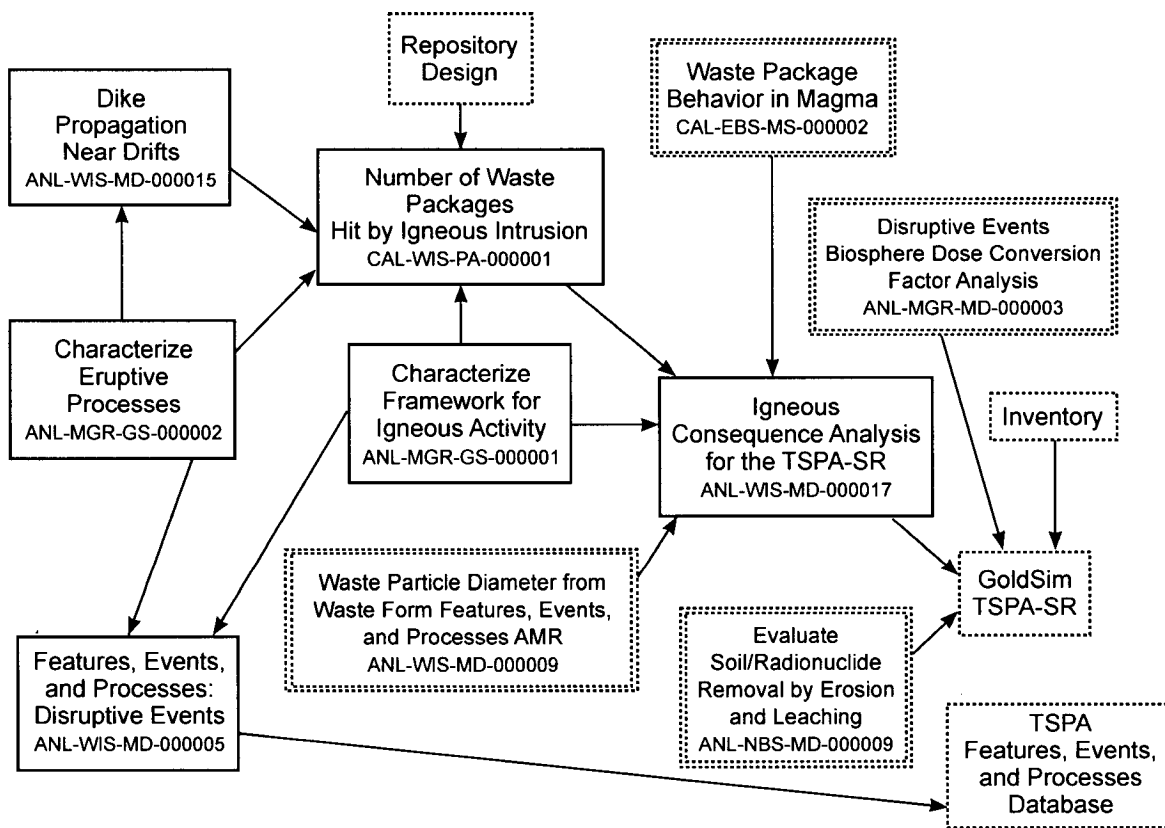 Repository
Design
Dike
Propagation
Near Drifts
ANL-WIS-MD-000015
Waste Package
Behavior in Magma
CAL-EBS-MS-000002
Number of Waste
Packages
Hit by Igneous Intrusion
CAL-WIS-PA-000001
Disruptive Events
Biosphere Dose Conversion
Factor Analysis
ANL-MGR-MD-000003
Characterize
Eruptive
Processes
ANL-MGR-GS-000002
Characterize
Framework for
Igneous Activity
ANL-MGR-GS-000001
Igneous
Consequence Analysis
for the TSPA-SR
ANL-WIS-MD-000017
Inventory
Waste Particle Diameter from
Waste Form Features, Events,
and Processes AMR
ANL-WIS-MD-000009
GoldSim
TSPA-SR
Evaluate
Soil/Radionuclide
Removal by Erosion
and Leaching
ANL-NBS-MD-000009
Features, Events,
and Processes:
Disruptive Events
ANL-WIS-MD-000005
TSPA
Features, Events,
and Processes
Database